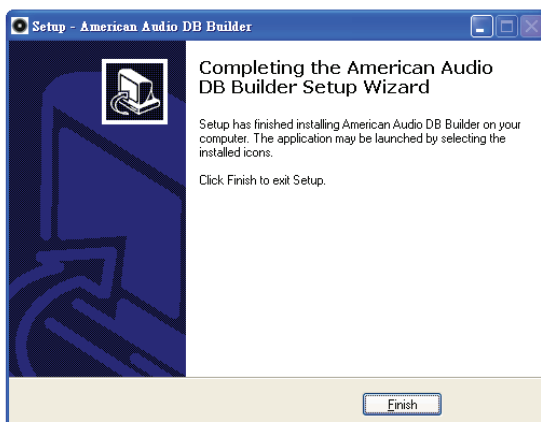 Setup - American Audio DB Builder
Completing the American Audio
DB Builder Setup Wizard
Setup has finished installing American Audio DB Builder on your
computer. The application may be launched by selecting the
installed icons.
Click Finish to exit Setup.
Finish